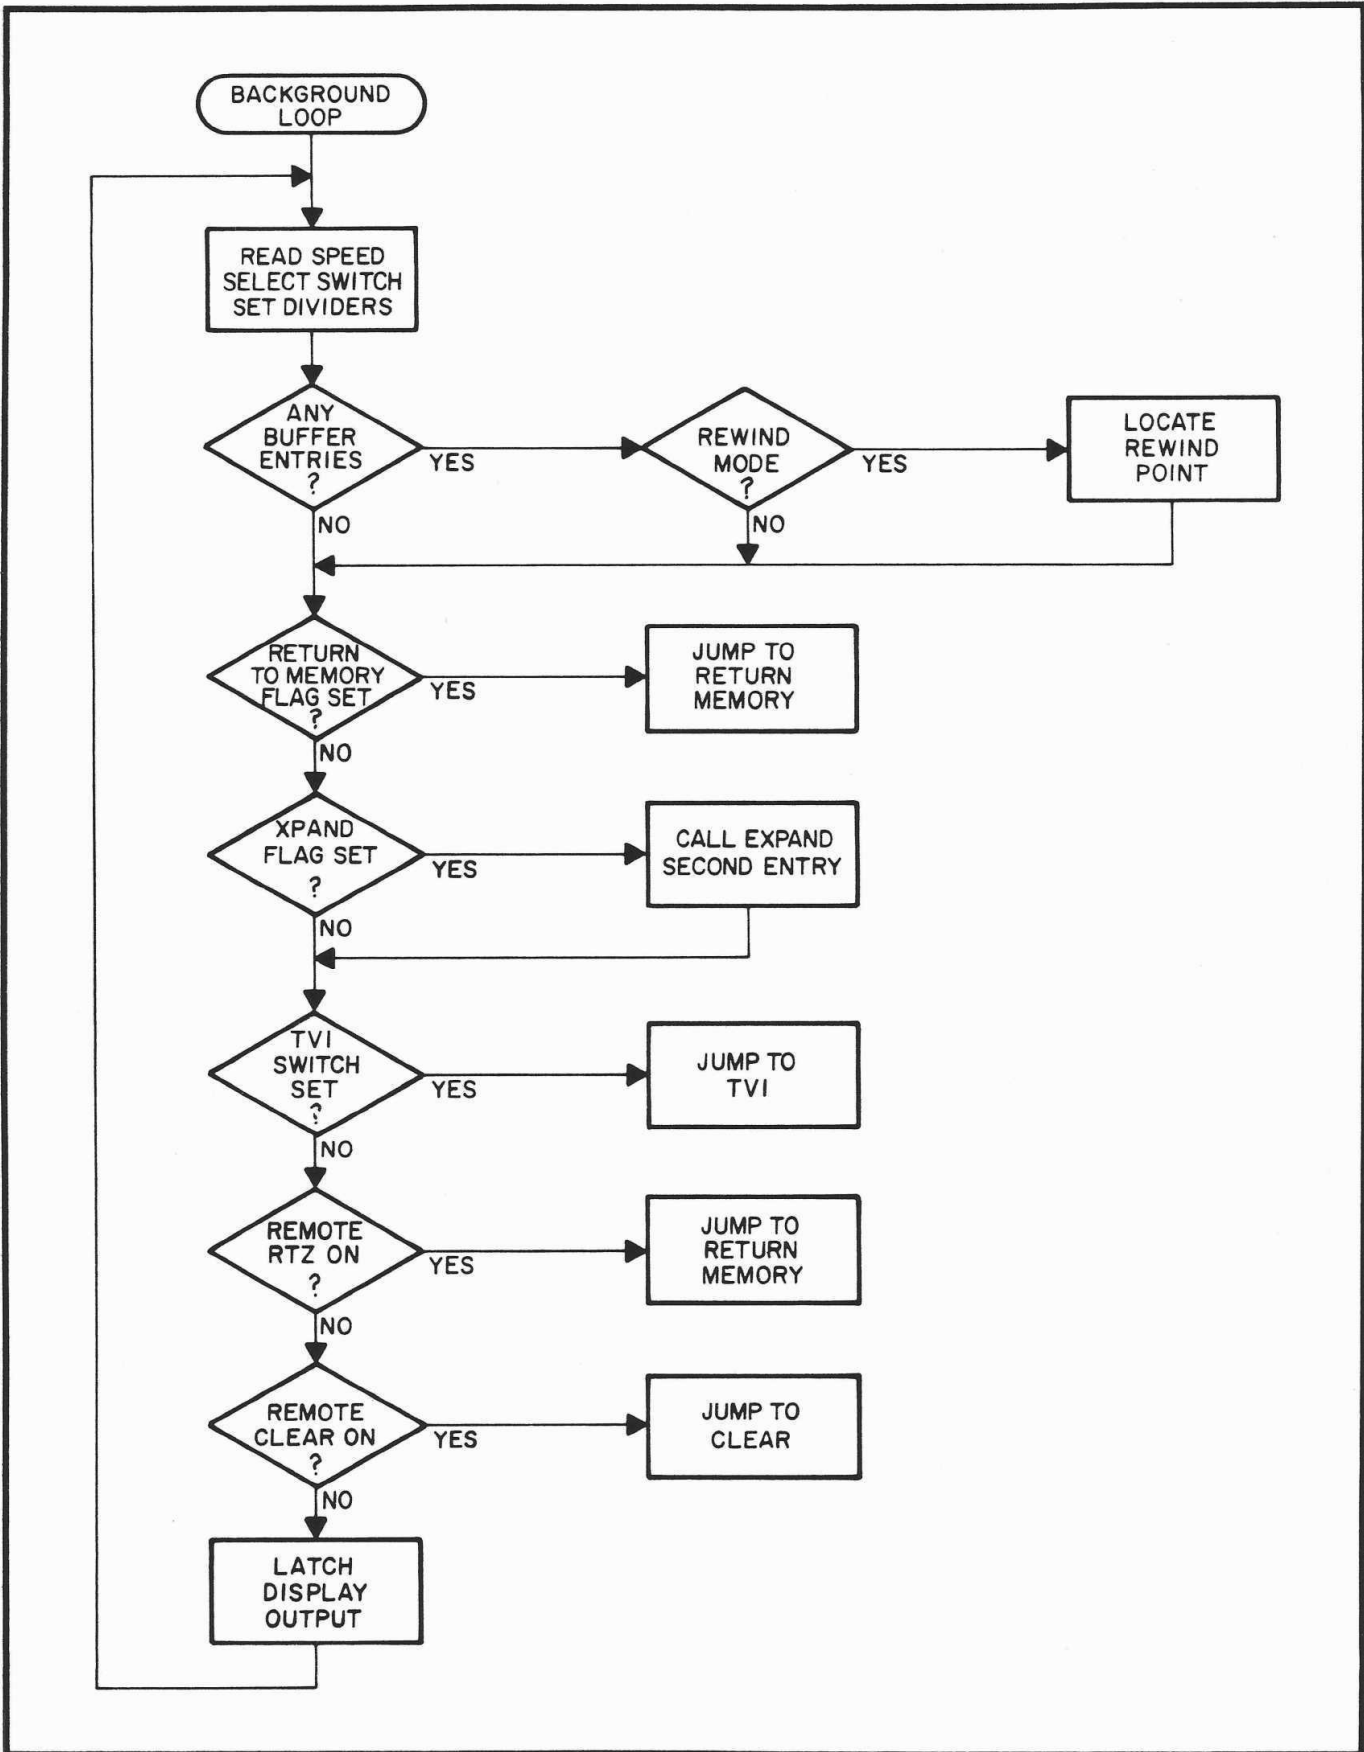 BACKGROUND
LOOP
READ SPEED
SELECT SWITCH
SET DIVIDERS
ANY
BUFFER
ENTRIES
?
YES
NO
REWIND
MODE
?
YES
NO
LOCATE
REWIND
POINT
RETURN
TO MEMORY
FLAG SET
?
YES
NO
JUMP TO
RETURN
MEMORY
XPAND
FLAG SET
?
YES
NO
CALL EXPAND
SECOND ENTRY
TVI
SWITCH
SET
?
YES
NO
JUMP TO
TVI
REMOTE
RTZ ON
?
YES
NO
JUMP TO
RETURN
MEMORY
REMOTE
CLEAR ON
?
YES
NO
JUMP TO
CLEAR
LATCH
DISPLAY
OUTPUT